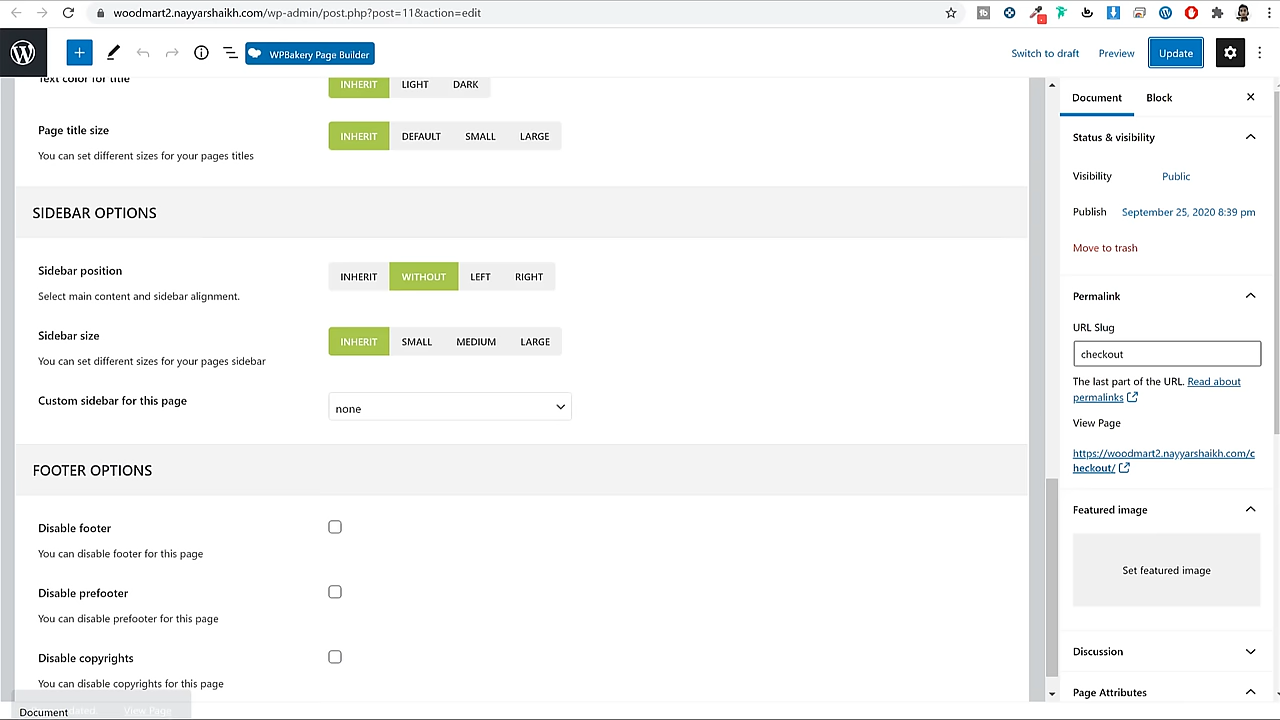 woodmart2.nayyarshaikh.com/wp-admin/post.php?post=11&action=edit
WPBakery Page Builder
Switch to draft
Preview
Update
Text color for title
INHERIT LIGHT DARK
Page title size
INHERIT DEFAULT SMALL LARGE
You can set different sizes for your pages titles
SIDEBAR OPTIONS
Sidebar position
INHERIT WITHOUT LEFT RIGHT
Select main content and sidebar alignment.
Sidebar size
INHERIT SMALL MEDIUM LARGE
You can set different sizes for your pages sidebar
Custom sidebar for this page
none
FOOTER OPTIONS
Disable footer
You can disable footer for this page
Disable prefooter
You can disable prefooter for this page
Disable copyrights
You can disable copyrights for this page
Document
View Page
Document Block
Status & visibility
Visibility Public
Publish September 25, 2020 8:39 pm
Move to trash
Permalink
URL Slug
checkout
The last part of the URL. Read about
permalinks
View Page
https://woodmart2.nayyarshaikh.com/c
heckout/
Featured image
Set featured image
Discussion
Page Attributes